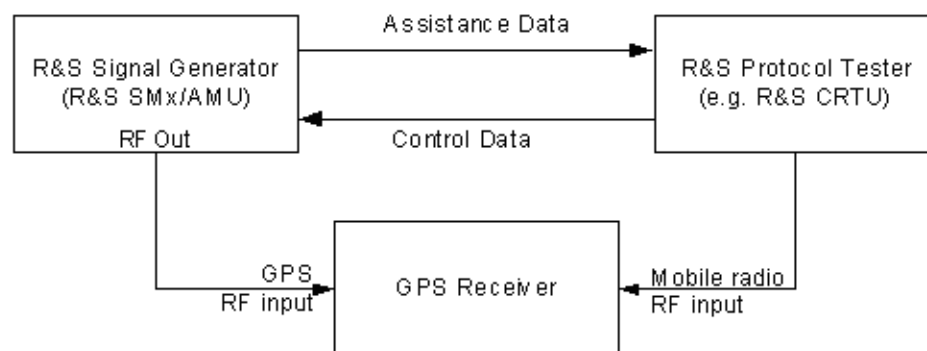 Assistance Data
R&S Signal Generator
(R&S SMx/AMU)
RF Out
R&S Protocol Tester
(e.g. R&S CRTU)
Control Data
GPS
RF input
GPS Receiver
Mobile radio
RF input